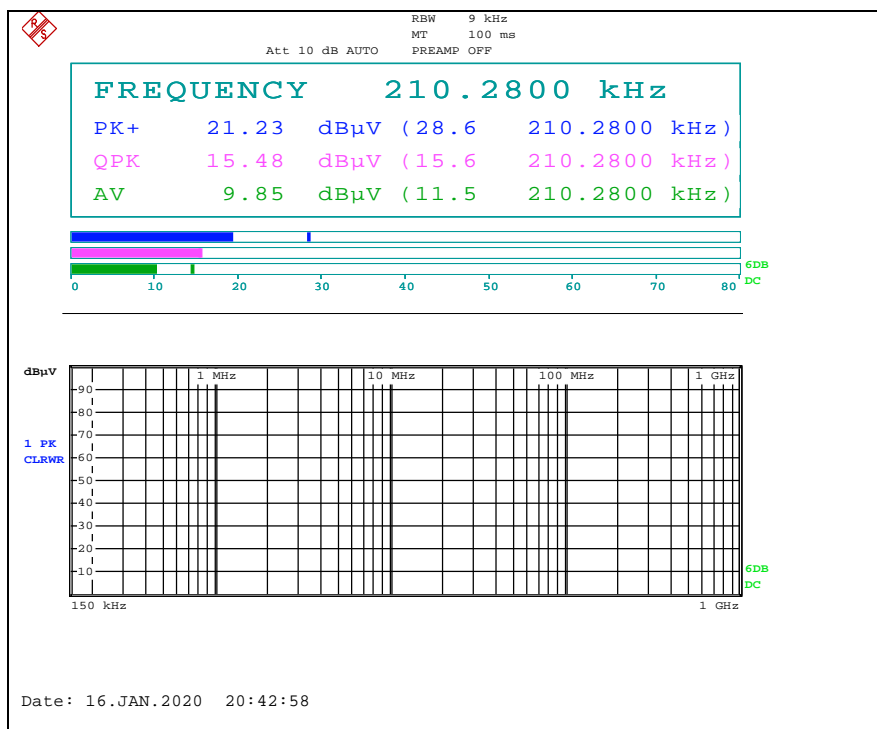 R S
RBW 9 kHz
MT 100 ms
Att 10 dB AUTO PREAMP OFF
FREQUENCY 210.2800 kHz
PK+ 21.23 dBµV (28.6 210.2800 kHz)
QPK 15.48 dBµV (15.6 210.2800 kHz)
AV 9.85 dBµV (11.5 210.2800 kHz)
6DB
DC
0 10 20 30 40 50 60 70 80
dBµV
1 MHz 10 MHz 100 MHz 1 GHz
90
80
70
1 PK
CLRWR
60
50
40
30
20
10
6DB
DC
150 kHz 1 GHz
Date: 16.JAN.2020 20:42:58